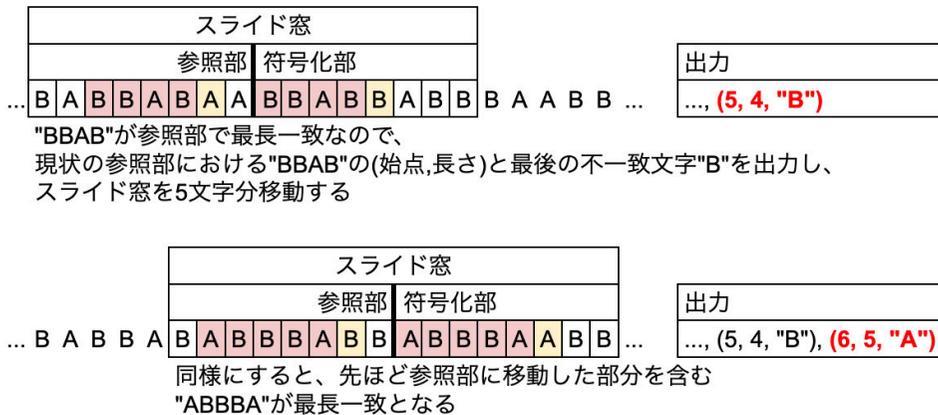 スライド窓
参照部 符号化部 出力
... B A B B A B A A B B A B B A B B B B A A B B ... ..., (5, 4, "B")
"BBAB"が参照部で最長一致なので、
現状の参照部における"BBAB"の(始点,長さ)と最後の不一致文字"B"を出力し、
スライド窓を5文字分移動する
スライド窓
参照部 符号化部 出力
... B A B B A B A B B B A B B A B B B A A B B ... ..., (5, 4, "B"), (6, 5, "A")
同様にすると、先ほど参照部に移動した部分を含む
"ABBBA"が最長一致となる